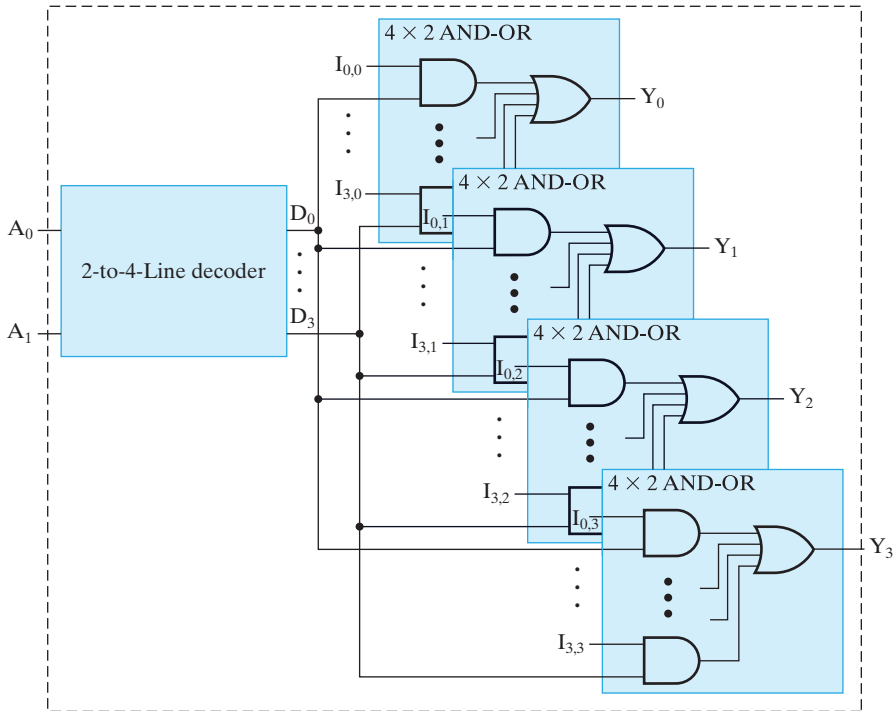 4 × 2 AND-OR
I0,0
Y0
I3,0
4 × 2 AND-OR
I0,1
Y1
A0
2-to-4-Line decoder
D0
A1
D3
I3,1
4 × 2 AND-OR
I0,2
Y2
I3,2
4 × 2 AND-OR
I0,3
Y3
I3,3